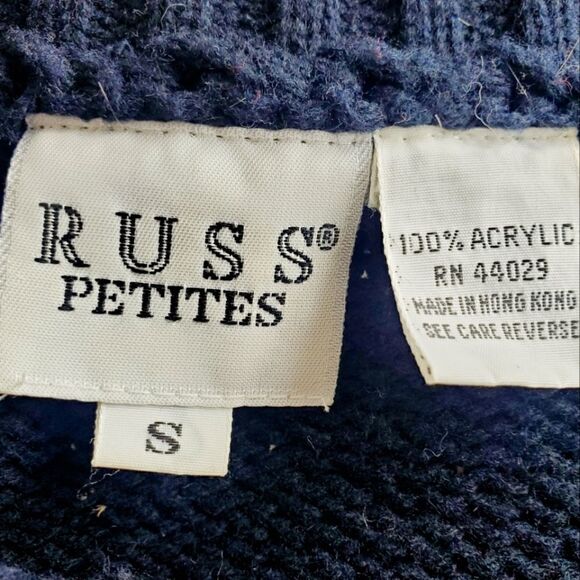 RUSS®
PETITES
S
100% ACRYLIC
RN 44029
MADE IN HONG KONG
SEE CARE REVERSE